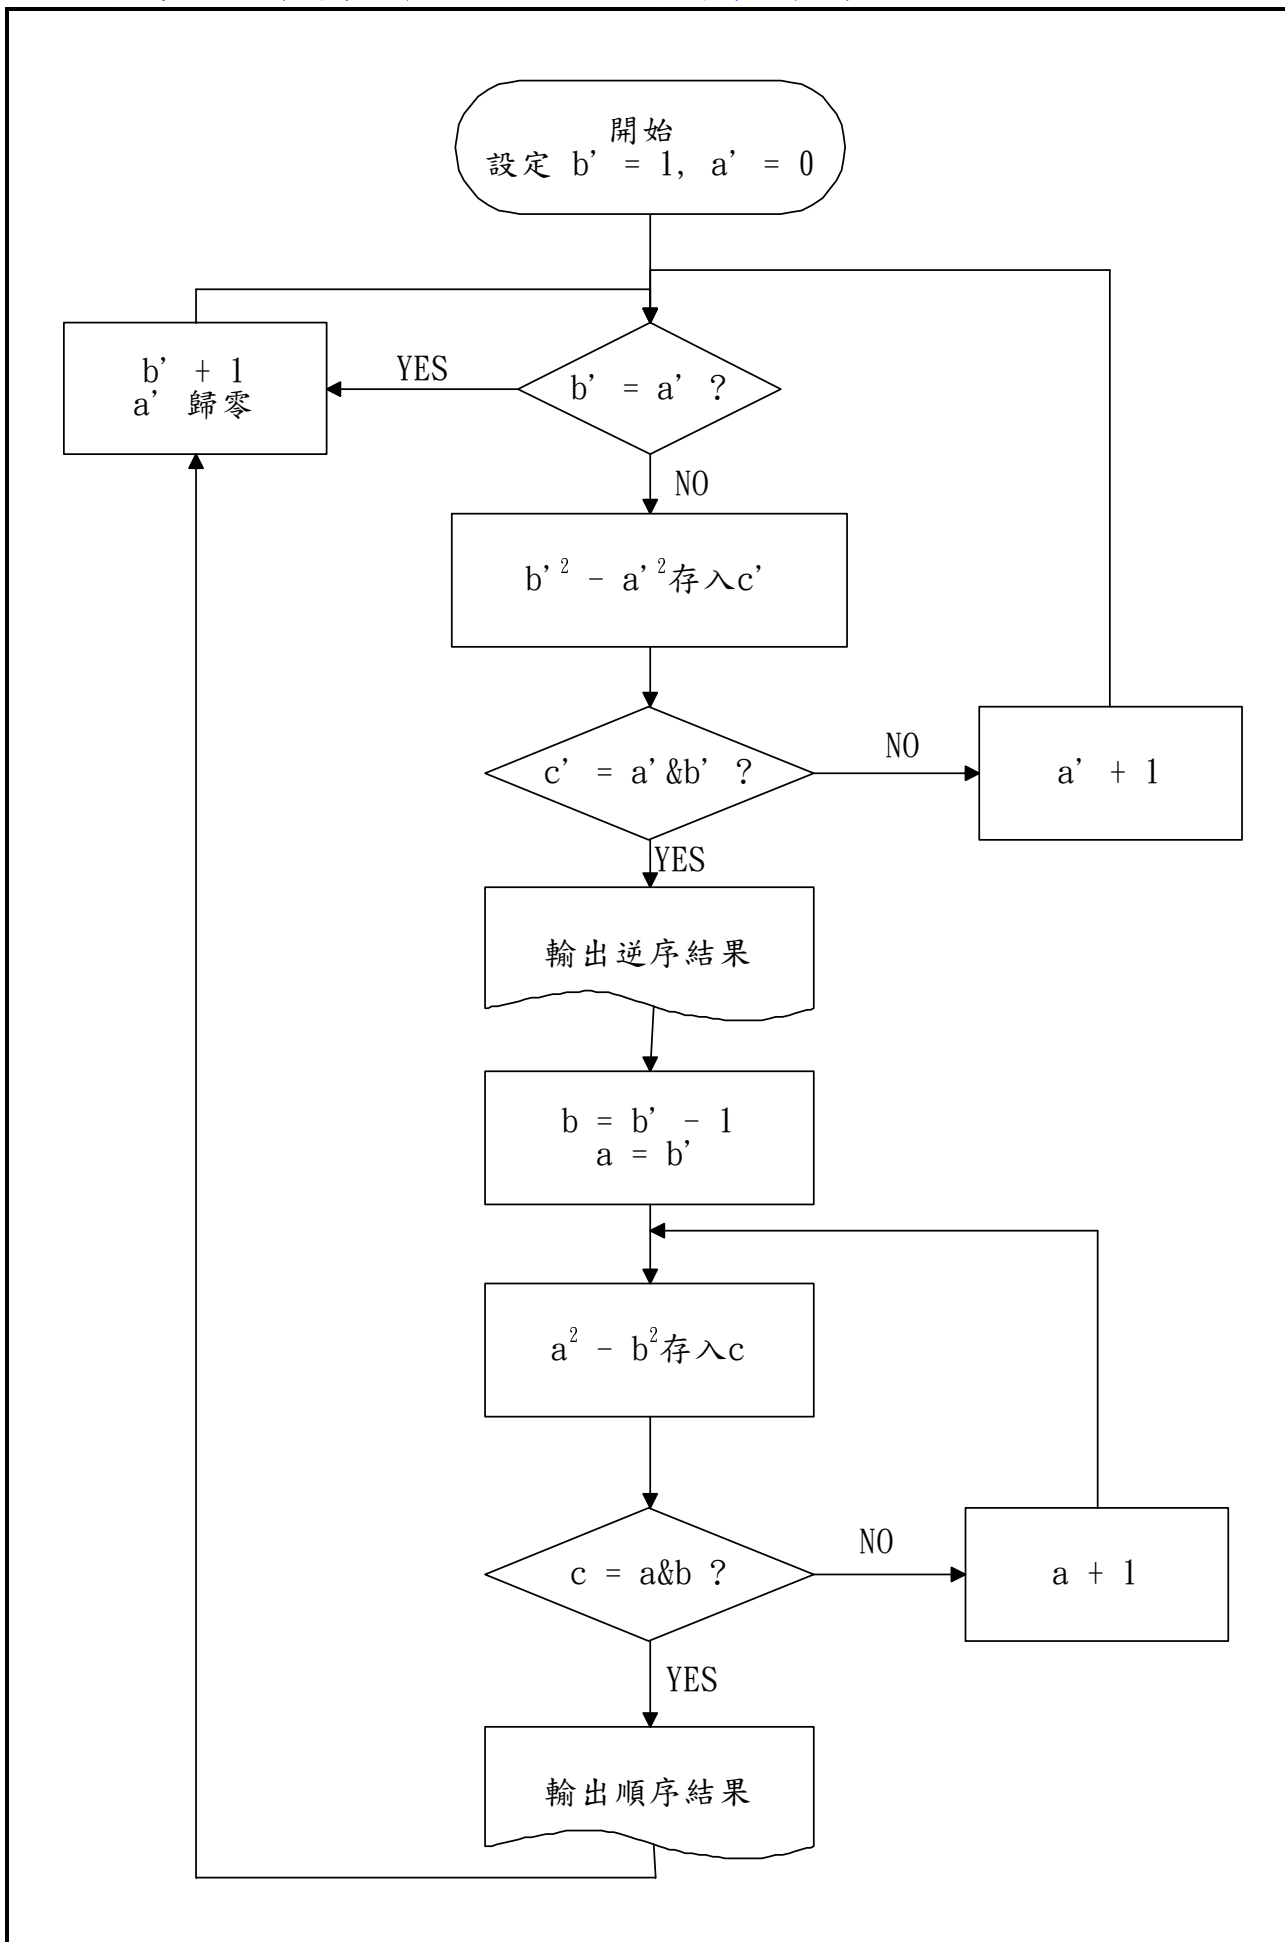 開始
設定 b’ = 1, a’ = 0
b’ + 1
a’ 歸零
YES
b’ = a’ ?
NO
b’² - a’²存入c’
c’ = a’&b’ ?
NO
a’ + 1
YES
輸出逆序結果
b = b’ - 1
a = b’
a² - b²存入c
c = a&b ?
NO
a + 1
YES
輸出順序結果